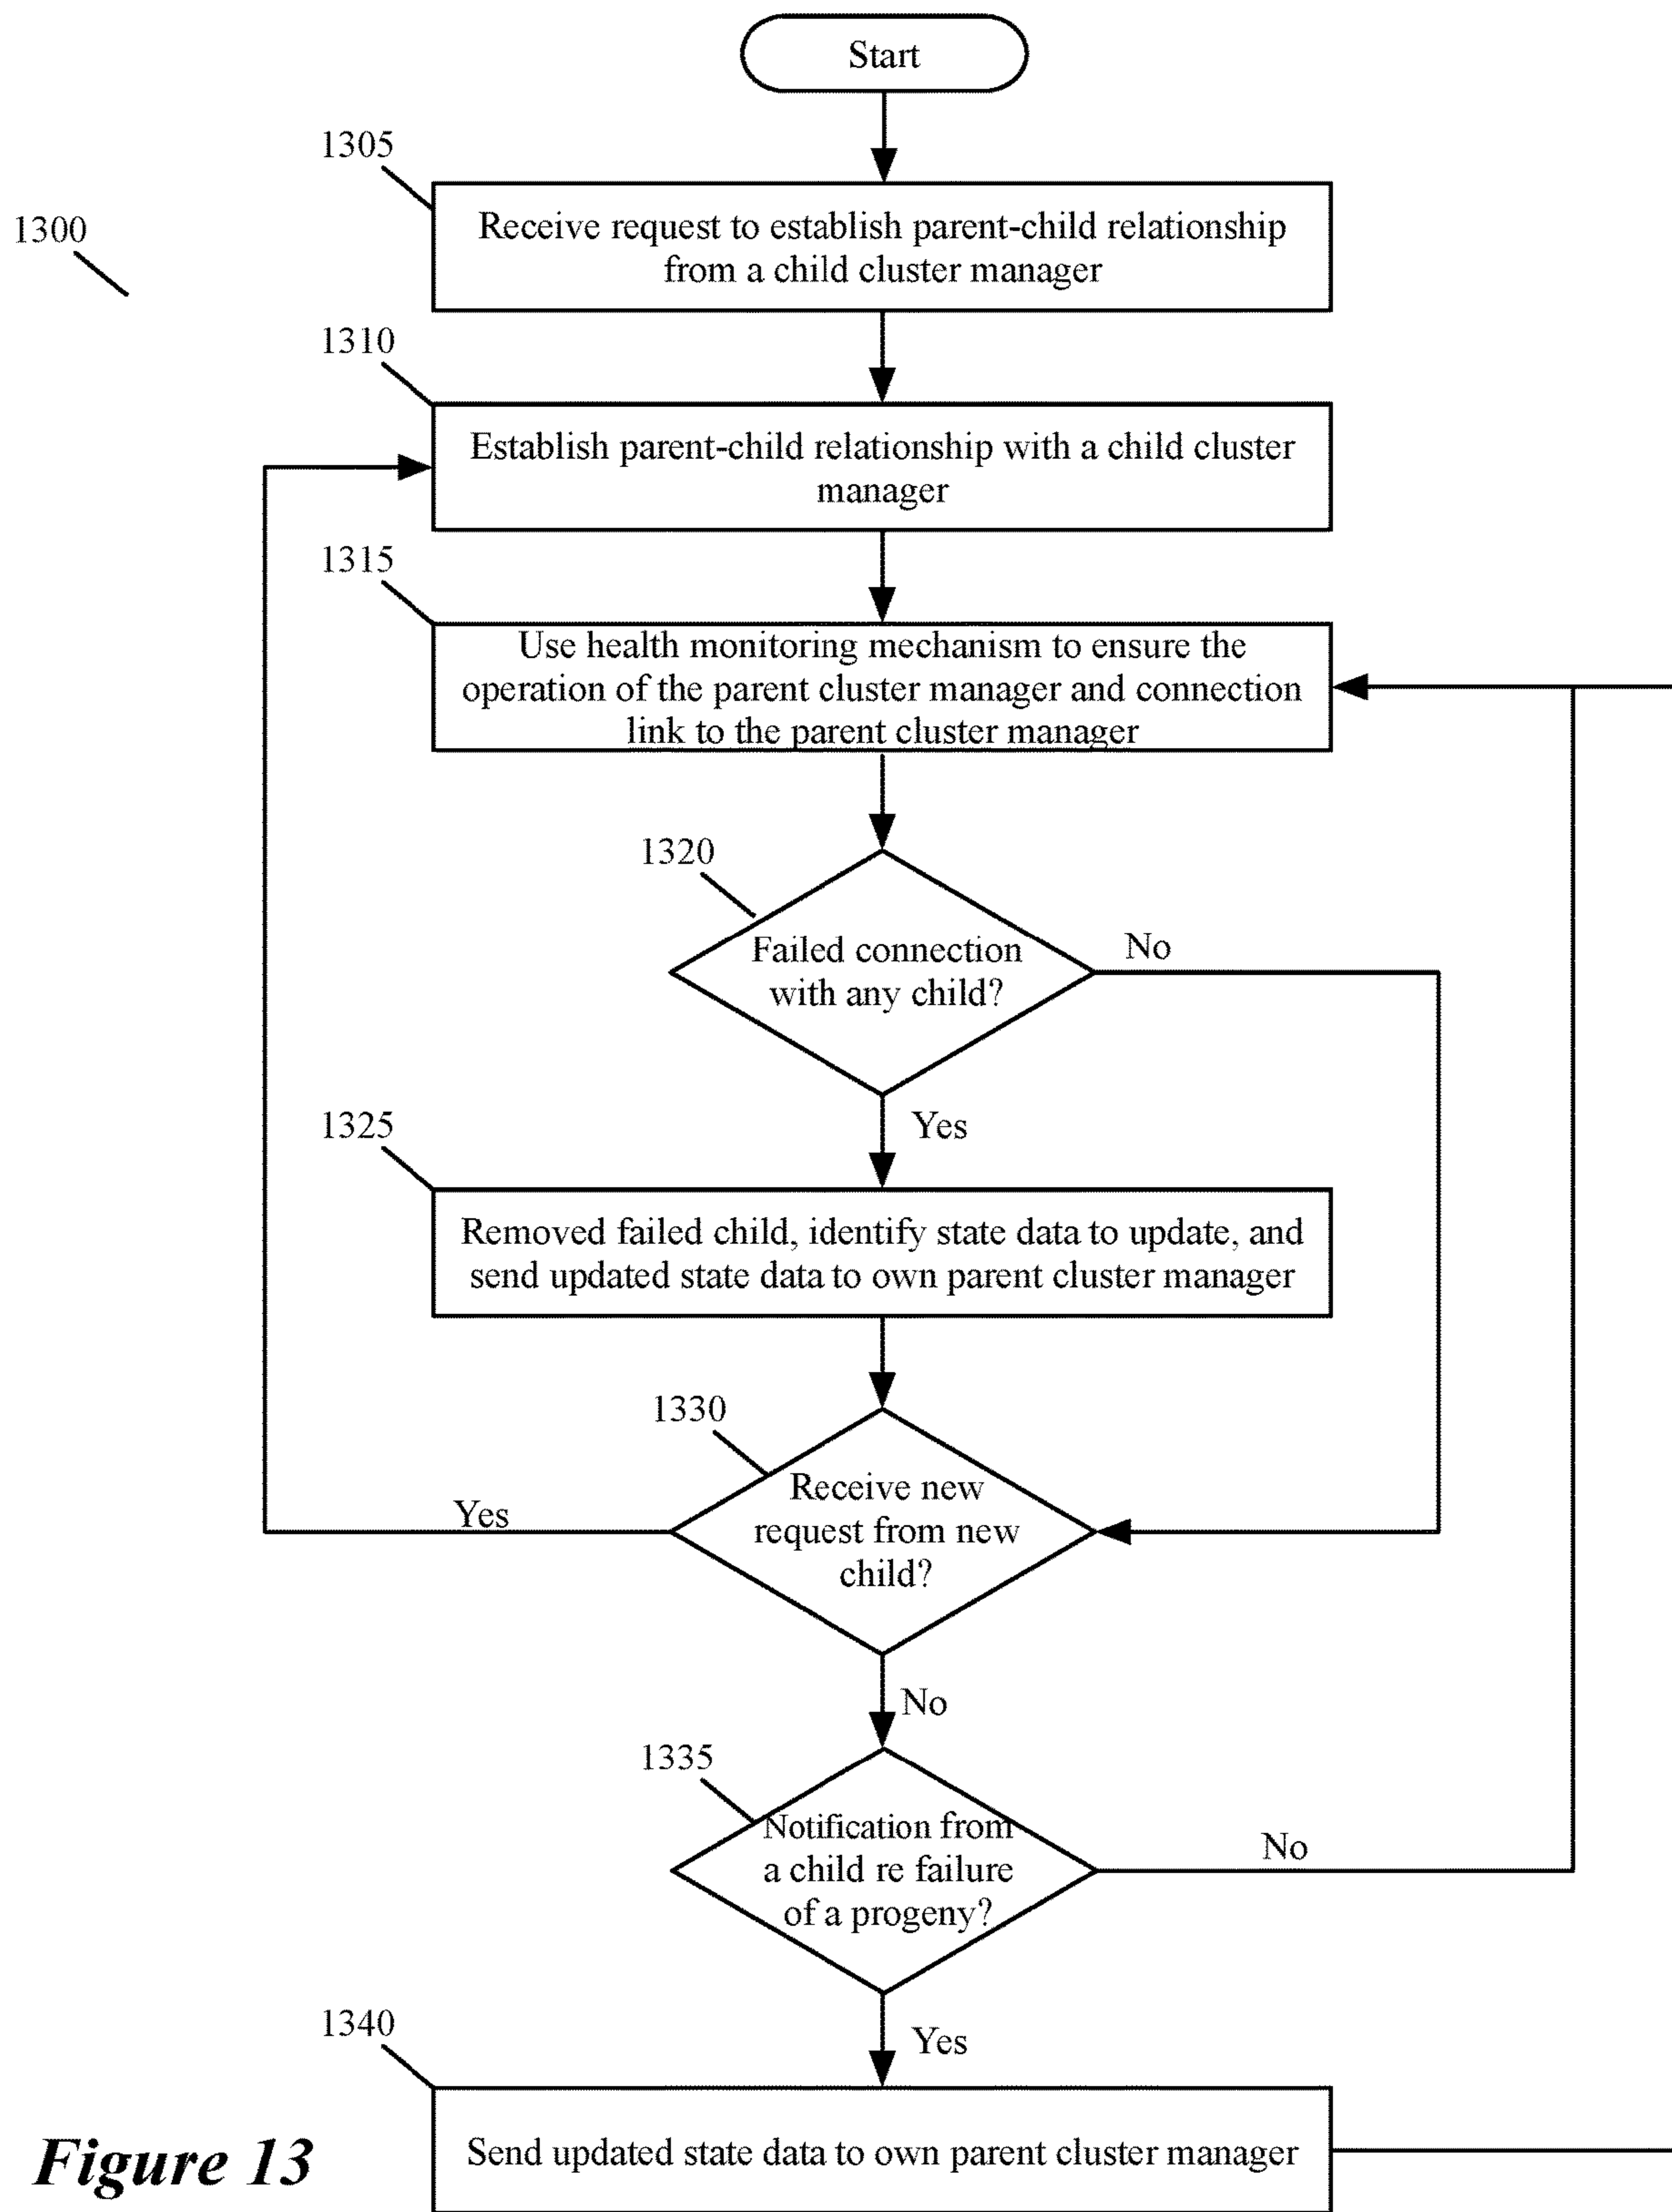 Start
1305
1300
Receive request to establish parent-child relationship
from a child cluster manager
1310
Establish parent-child relationship with a child cluster
manager
1315
Use health monitoring mechanism to ensure the
operation of the parent cluster manager and connection
link to the parent cluster manager
1320
Failed connection
with any child?
No
Yes
1325
Removed failed child, identify state data to update, and
send updated state data to own parent cluster manager
1330
Receive new
request from new
child?
Yes
No
1335
Notification from
a child re failure
of a progeny?
No
Yes
1340
Send updated state data to own parent cluster manager
Figure 13